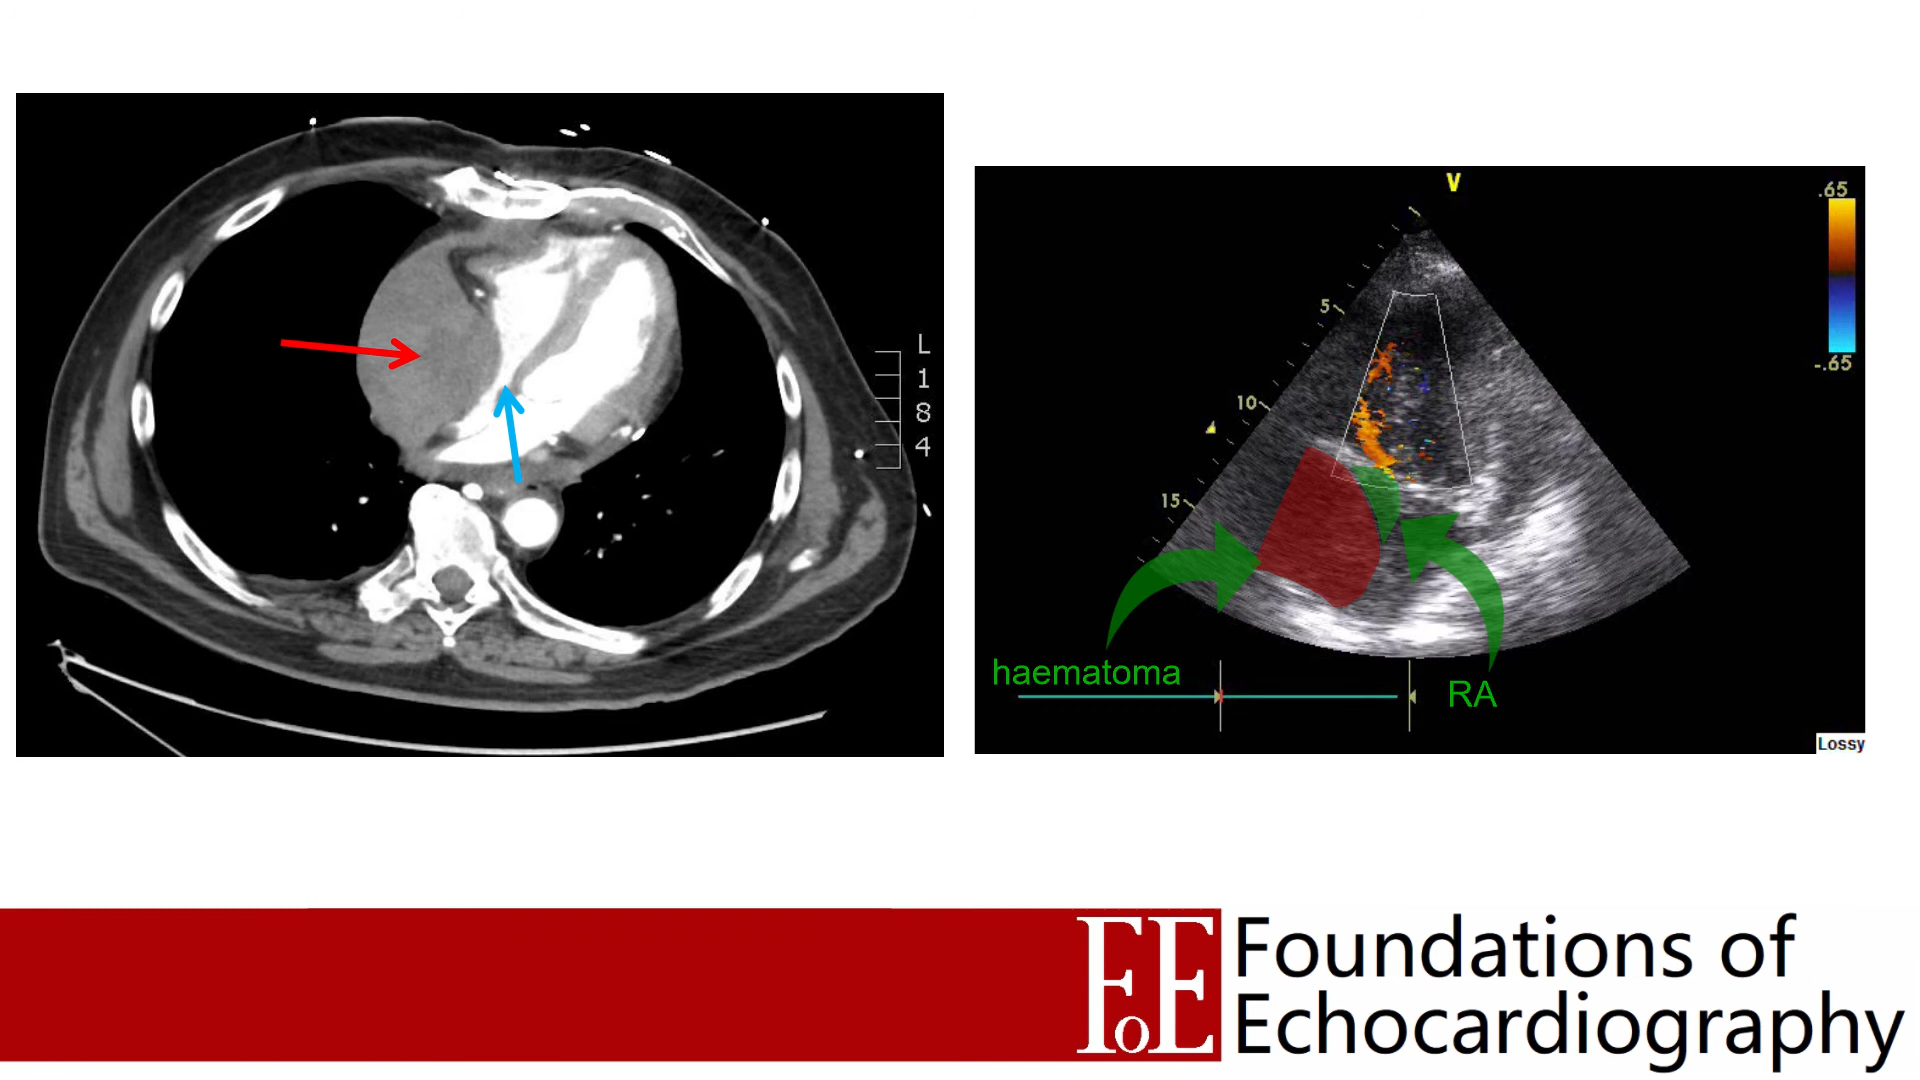 L
1
8
4
V
.65
-.65
5
10
15
haematoma
RA
Lossy
FoE
Foundations of
Echocardiography